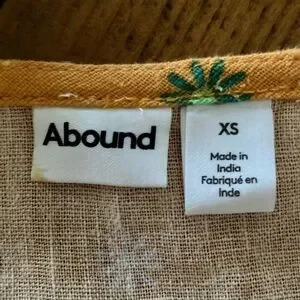 Abound
XS
Made in
India
Fabriqué en
Inde